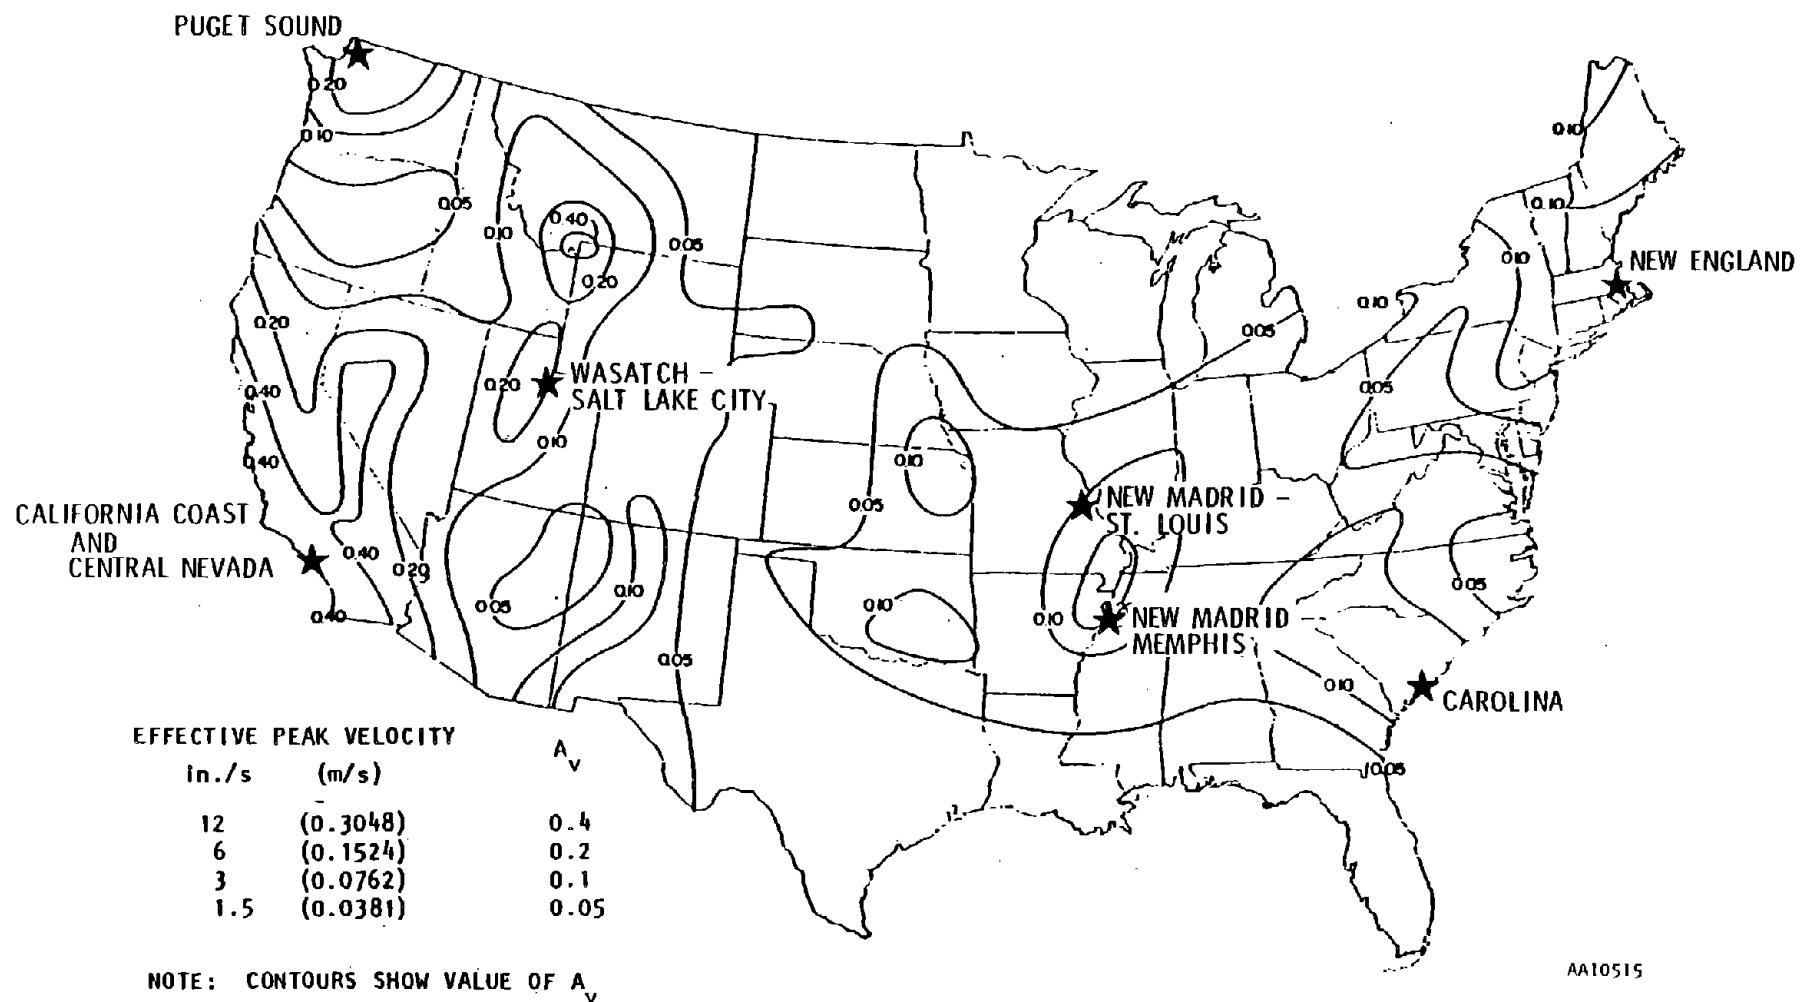 PUGET SOUND
0.20
0.10
0.05
0.10
0.40
0.20
0.05
0.10
0.10
0.10
NEW ENGLAND
0.10
0.05
0.20
0.40
0.40
0.20
WASATCH -
SALT LAKE CITY
0.10
0.05
0.10
0.05
NEW MADRID -
ST. LOUIS
CALIFORNIA COAST
AND
CENTRAL NEVADA
0.40
0.20
0.40
0.05
0.10
0.05
0.10
0.10
NEW MADRID -
MEMPHIS
0.05
0.10
CAROLINA
0.05
EFFECTIVE PEAK VELOCITY
in./s (m/s) Av
12 (0.3048) 0.4
6 (0.1524) 0.2
3 (0.0762) 0.1
1.5 (0.0381) 0.05
NOTE: CONTOURS SHOW VALUE OF Av
AA10515